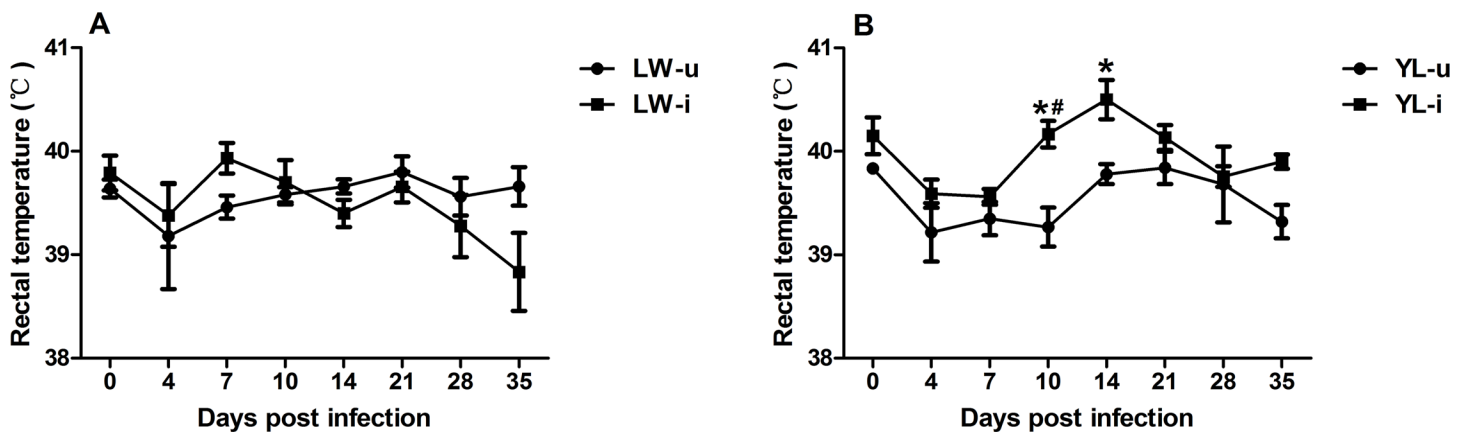 A
Rectal temperature (℃)
41
40
39
38
0 4 7 10 14 21 28 35
Days post infection
LW-u
LW-i
B
Rectal temperature (℃)
41
40
39
38
*#
*
0 4 7 10 14 21 28 35
Days post infection
YL-u
YL-i